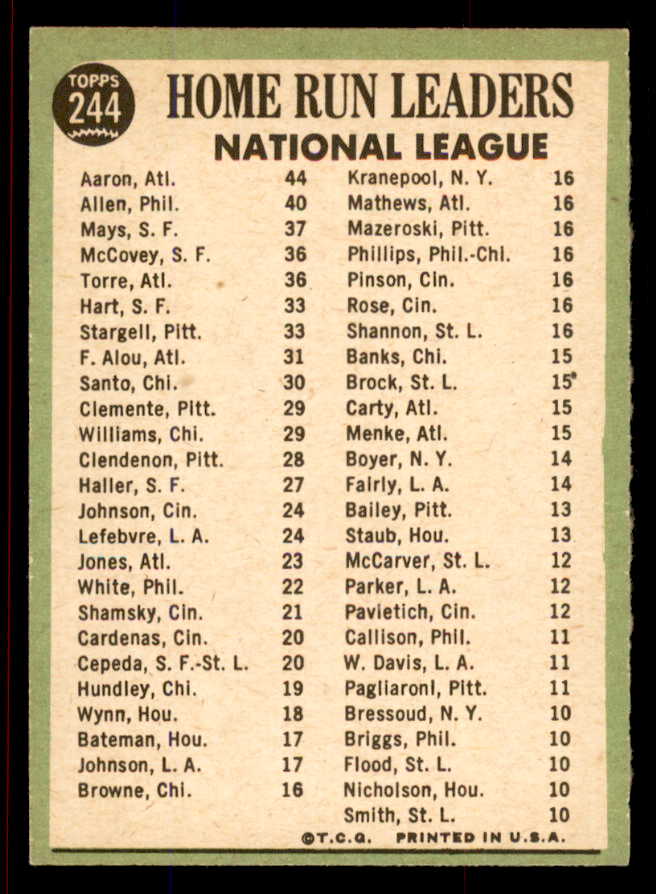 TOPPS
244
HOME RUN LEADERS
NATIONAL LEAGUE
Aaron, Atl. 44
Allen, Phil. 40
Mays, S. F. 37
McCovey, S. F. 36
Torre, Atl. 36
Hart, S. F. 33
Stargell, Pitt. 33
F. Alou, Atl. 31
Santo, Chi. 30
Clemente, Pitt. 29
Williams, Chi. 29
Clendenon, Pitt. 28
Haller, S. F. 27
Johnson, Cin. 24
Lefebvre, L. A. 24
Jones, Atl. 23
White, Phil. 22
Shamsky, Cin. 21
Cardenas, Cin. 20
Cepeda, S. F.-St. L. 20
Hundley, Chi. 19
Wynn, Hou. 18
Bateman, Hou. 17
Johnson, L. A. 17
Browne, Chi. 16
Kranepool, N. Y. 16
Mathews, Atl. 16
Mazeroski, Pitt. 16
Phillips, Phil.-Chi. 16
Pinson, Cin. 16
Rose, Cin. 16
Shannon, St. L. 16
Banks, Chi. 15
Brock, St. L. 15
Carty, Atl. 15
Menke, Atl. 15
Boyer, N. Y. 14
Fairly, L. A. 14
Bailey, Pitt. 13
Staub, Hou. 13
McCarver, St. L. 12
Parker, L. A. 12
Pavietich, Cin. 12
Callison, Phil. 11
W. Davis, L. A. 11
Pagliaroni, Pitt. 11
Bressoud, N. Y. 10
Briggs, Phil. 10
Flood, St. L. 10
Nicholson, Hou. 10
Smith, St. L. 10
©T.C.G. PRINTED IN U.S.A.